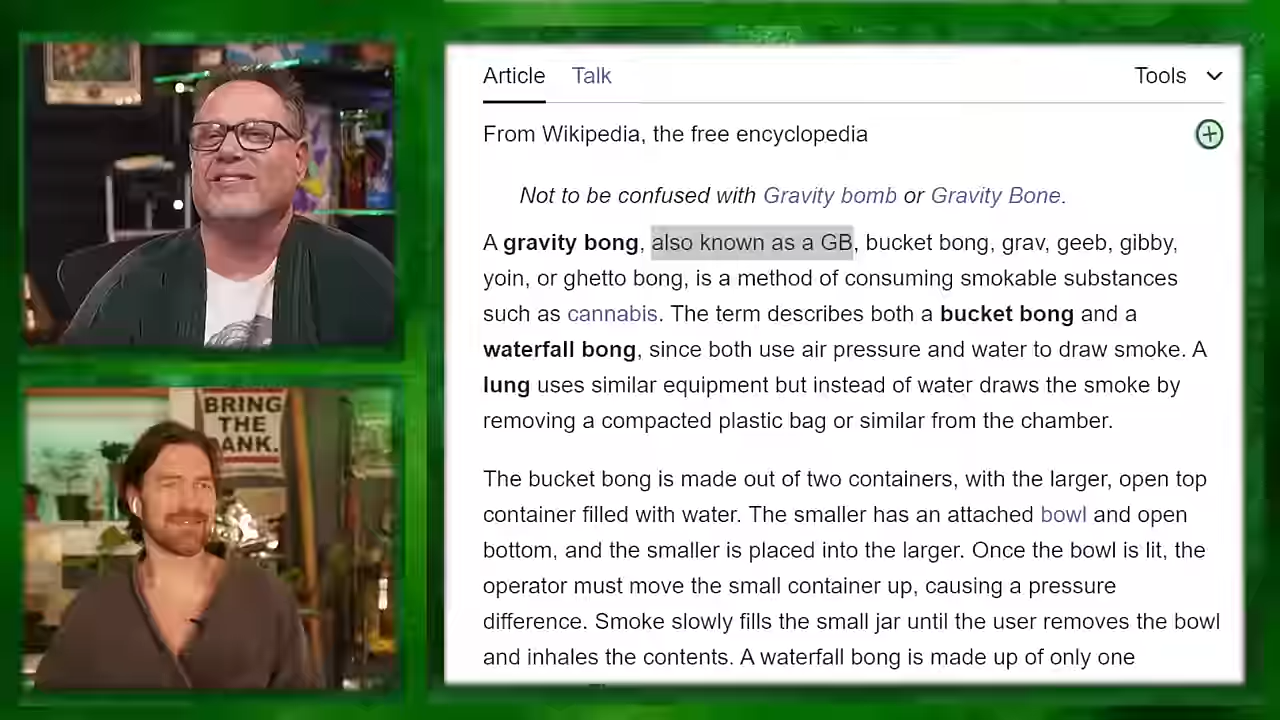 Article Talk Tools
From Wikipedia, the free encyclopedia
Not to be confused with Gravity bomb or Gravity Bone.
A gravity bong, also known as a GB, bucket bong, grav, geeb, gibby,
yoin, or ghetto bong, is a method of consuming smokable substances
such as cannabis. The term describes both a bucket bong and a
waterfall bong, since both use air pressure and water to draw smoke. A
lung uses similar equipment but instead of water draws the smoke by
removing a compacted plastic bag or similar from the chamber.
The bucket bong is made out of two containers, with the larger, open top
container filled with water. The smaller has an attached bowl and open
bottom, and the smaller is placed into the larger. Once the bowl is lit, the
operator must move the small container up, causing a pressure
difference. Smoke slowly fills the small jar until the user removes the bowl
and inhales the contents. A waterfall bong is made up of only one
BRING
THE